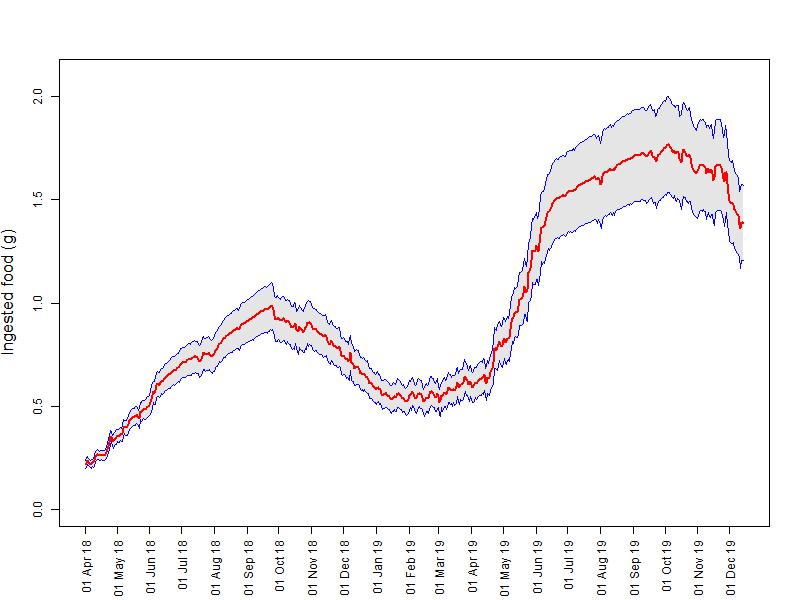 Ingested food (g)
2.0
1.5
1.0
0.5
0.0
01 Apr 18
01 May 18
01 Jun 18
01 Jul 18
01 Aug 18
01 Sep 18
01 Oct 18
01 Nov 18
01 Dec 18
01 Jan 19
01 Feb 19
01 Mar 19
01 Apr 19
01 May 19
01 Jun 19
01 Jul 19
01 Aug 19
01 Sep 19
01 Oct 19
01 Nov 19
01 Dec 19